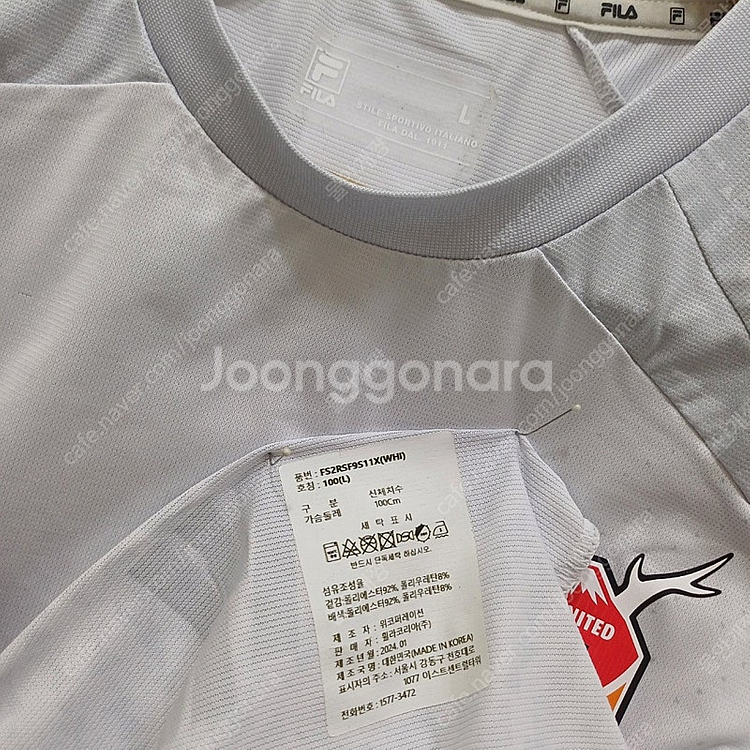 FILA
FILA
L
STILE SPORTIVO ITALIANO
FILA DAL 1911
Joonggonara
품번 : FS2RSF9S11X(WHI)
호칭 : 100(L)
구 분 신체치수
가슴둘레 100Cm
세 탁 표 시
반드시 단독세탁 하십시오.
섬유조성율
겉감:폴리에스터92%, 폴리우레탄8%
배색:폴리에스터92%, 폴리우레탄8%
제 조 자 : 위코퍼레이션
판 매 자 : 휠라코리아(주)
제조년월 : 2024.01
제조국명 : 대한민국(MADE IN KOREA)
표시자의 주소 : 서울시 강동구 천호대로
1077 이스트센트럴타워
전화번호 : 1577-3472
UNITED
cafe.naver.com/joonggonara